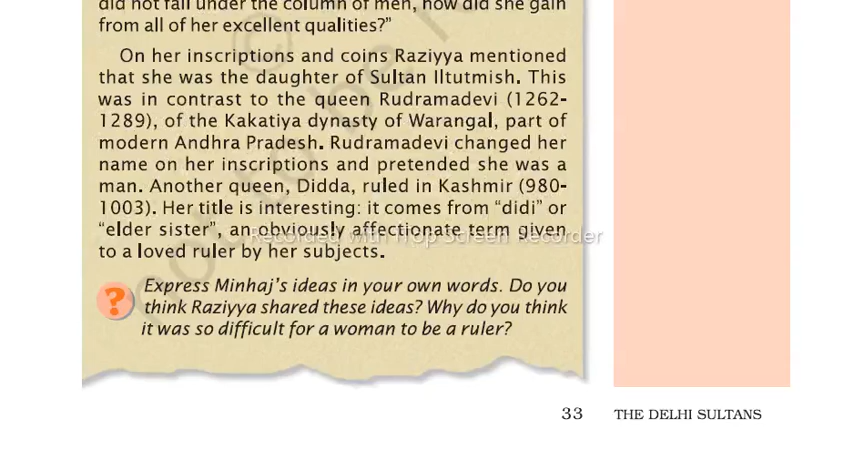 did not fall under the column of men, how did she gain
from all of her excellent qualities?"
On her inscriptions and coins Raziyya mentioned
that she was the daughter of Sultan Iltutmish. This
was in contrast to the queen Rudramadevi (1262-
1289), of the Kakatiya dynasty of Warangal, part of
modern Andhra Pradesh. Rudramadevi changed her
name on her inscriptions and pretended she was a
man. Another queen, Didda, ruled in Kashmir (980-
1003). Her title is interesting: it comes from "didi" or
"elder sister", an obviously affectionate term given
Recorded with iTop Screen Recorder
to a loved ruler by her subjects.
?
Express Minhaj's ideas in your own words. Do you
think Raziyya shared these ideas? Why do you think
it was so difficult for a woman to be a ruler?
33 THE DELHI SULTANS